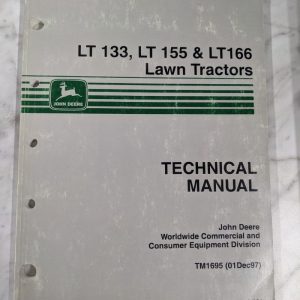 LT 133, LT 155 & LT166
Lawn Tractors
JOHN DEERE
TECHNICAL
MANUAL
John Deere
Worldwide Commercial and
Consumer Equipment Division
TM1695 (01Dec97)